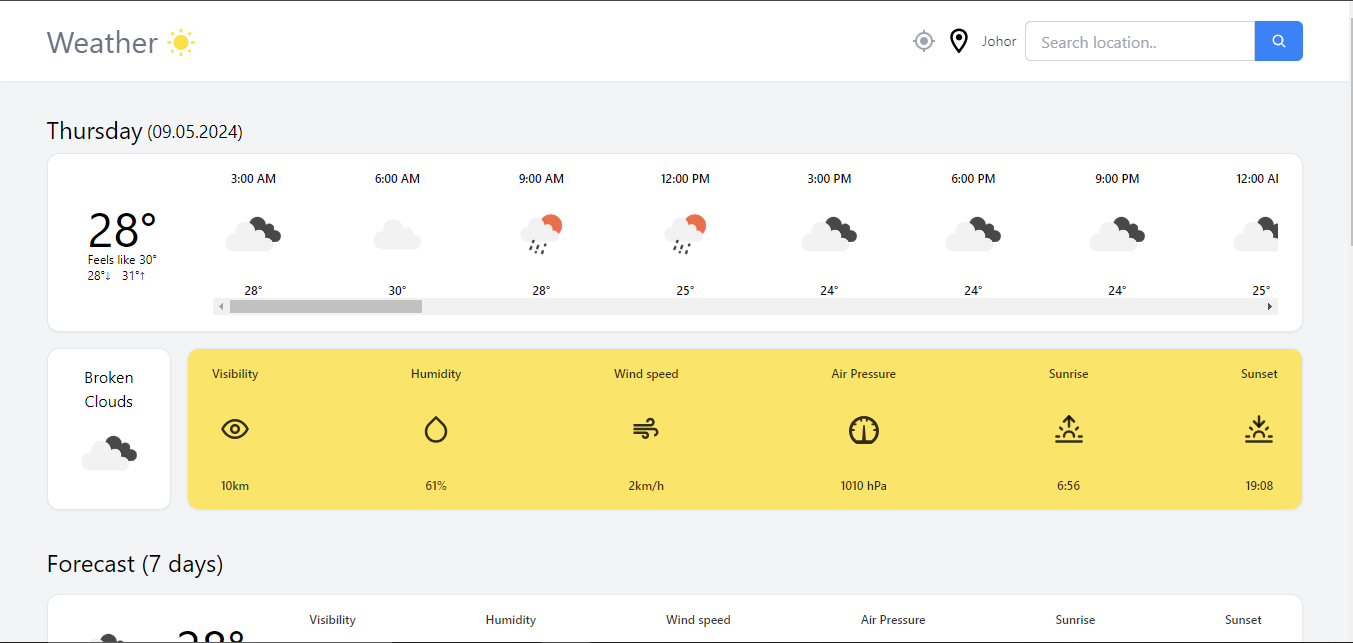 Weather
Johor
Search location..
Thursday (09.05.2024)
3:00 AM 6:00 AM 9:00 AM 12:00 PM 3:00 PM 6:00 PM 9:00 PM 12:00
28°
Feels like 30°
28°↓ 31°↑
28° 30° 28° 25° 24° 24° 24° 25°
Broken
Clouds
Visibility Humidity Wind speed Air Pressure Sunrise Sunset
10km 61% 2km/h 1010 hPa 6:56 19:08
Forecast (7 days)
Visibility Humidity Wind speed Air Pressure Sunrise Sunset
28°